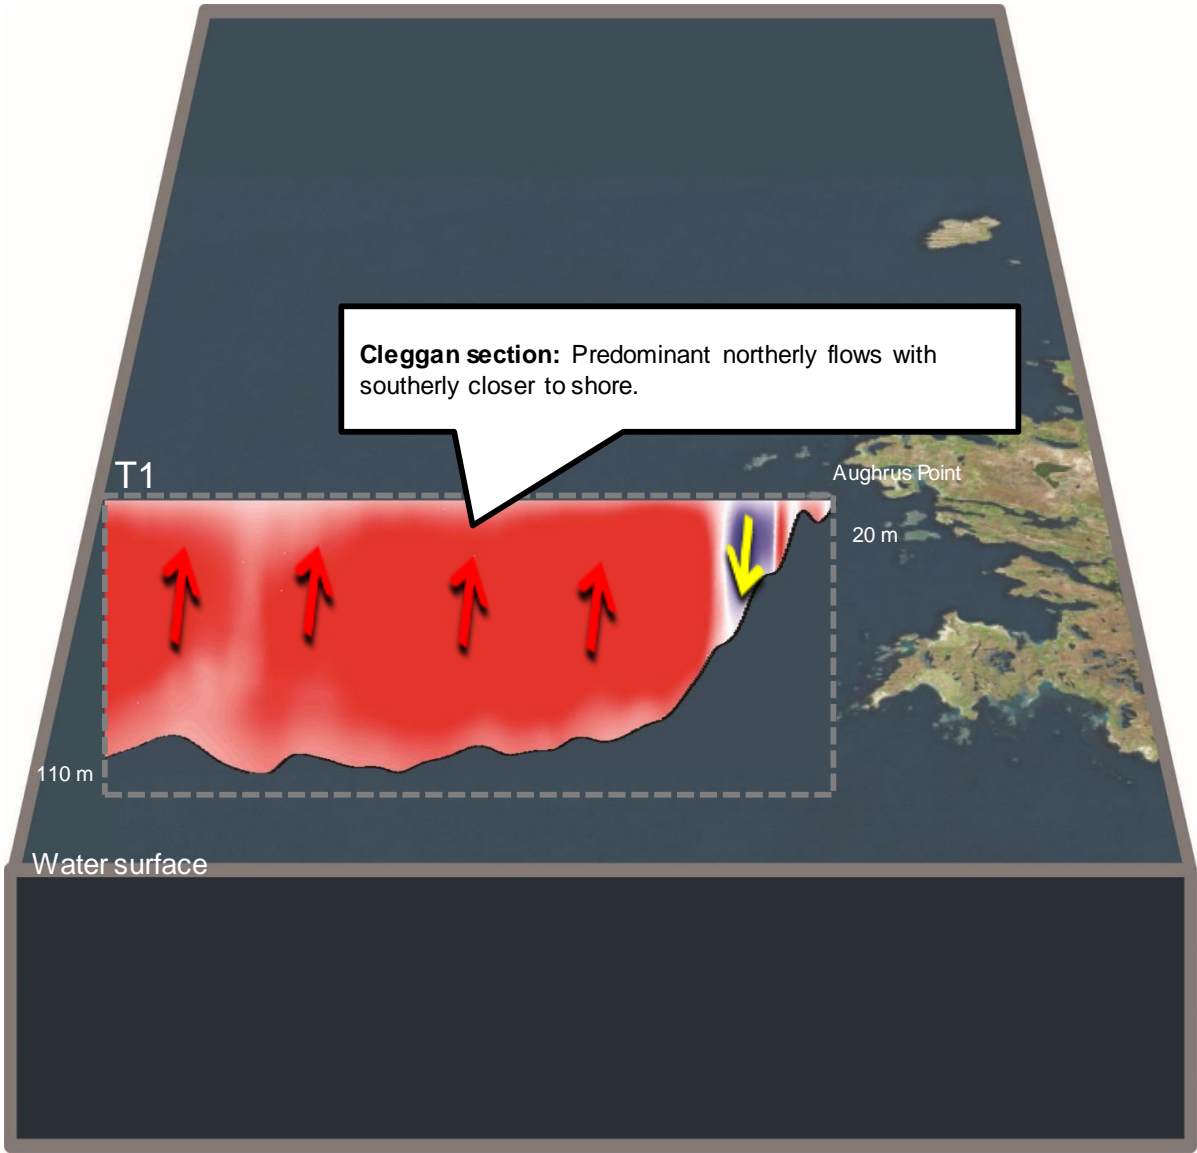 Cleggan section: Predominant northerly flows with
southerly closer to shore.
T1
Aughrus Point
20 m
110 m
Water surface